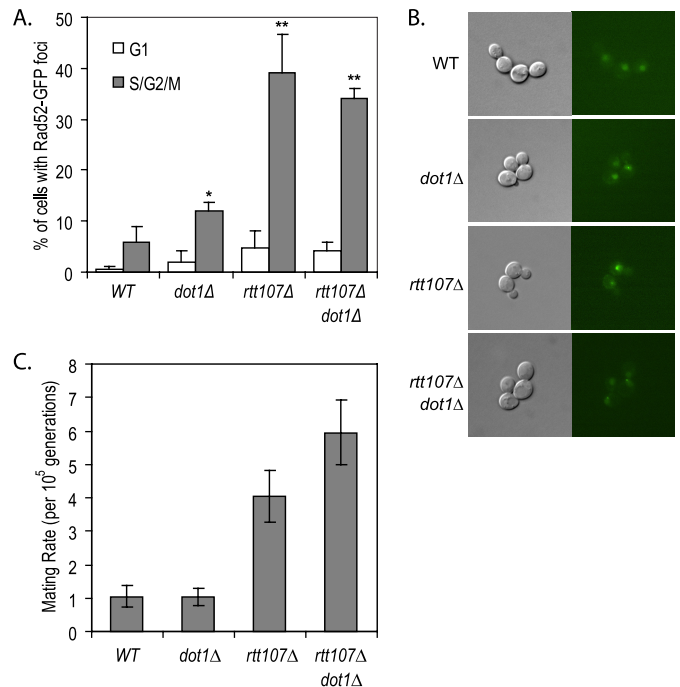 A.
% of cells with Rad52-GFP foci
50
40
30
20
10
0
G1
S/G2/M
*
**
**
WT
dot1Δ
rtt107Δ
rtt107Δ
dot1Δ
B.
WT
dot1Δ
rtt107Δ
rtt107Δ
dot1Δ
C.
Mating Rate (per 10⁵ generations)
8
7
6
5
4
3
2
1
0
WT
dot1Δ
rtt107Δ
rtt107Δ
dot1Δ